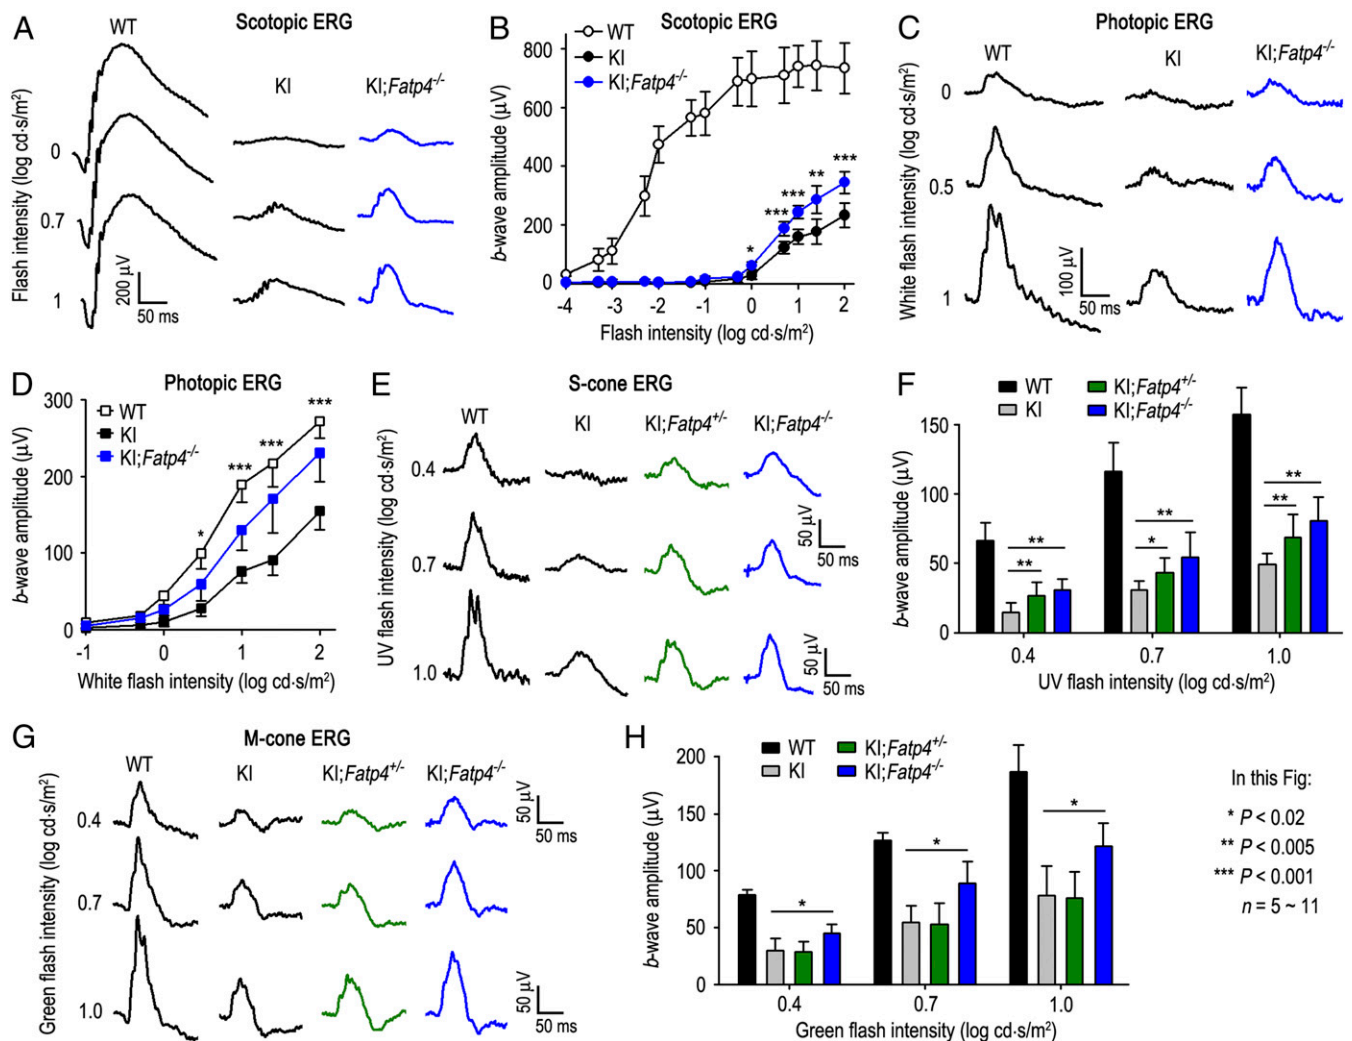 A
Scotopic ERG
WT
KI
KI;Fatp4-/-
Flash intensity (log cd·s/m²)
0
0.7
1
200 µV
50 ms
B
Scotopic ERG
WT
KI
KI;Fatp4-/-
b-wave amplitude (µV)
800
600
400
200
0
*
***
***
**
***
-4
-3
-2
-1
0
1
2
Flash intensity (log cd·s/m²)
C
Photopic ERG
WT
KI
KI;Fatp4-/-
White flash intensity (log cd·s/m²)
0
0.5
1
100 µV
50 ms
D
Photopic ERG
WT
KI
KI;Fatp4-/-
b-wave amplitude (µV)
300
200
100
0
*
***
***
***
-1
0
1
2
White flash intensity (log cd·s/m²)
E
S-cone ERG
WT
KI
KI;Fatp4+/-
KI;Fatp4-/-
UV flash intensity (log cd·s/m²)
0.4
0.7
1.0
50 µV
50 ms
50 µV
50 ms
F
WT
KI
KI;Fatp4+/-
KI;Fatp4-/-
b-wave amplitude (µV)
150
100
50
0
**
**
**
*
**
**
0.4
0.7
1.0
UV flash intensity (log cd·s/m²)
G
M-cone ERG
WT
KI
KI;Fatp4+/-
KI;Fatp4-/-
Green flash intensity (log cd·s/m²)
0.4
0.7
1.0
50 µV
50 ms
50 µV
50 ms
H
WT
KI
KI;Fatp4+/-
KI;Fatp4-/-
b-wave amplitude (µV)
200
150
100
50
0
*
*
*
0.4
0.7
1.0
Green flash intensity (log cd·s/m²)
In this Fig:
* P < 0.02
** P < 0.005
*** P < 0.001
n = 5 ~ 11